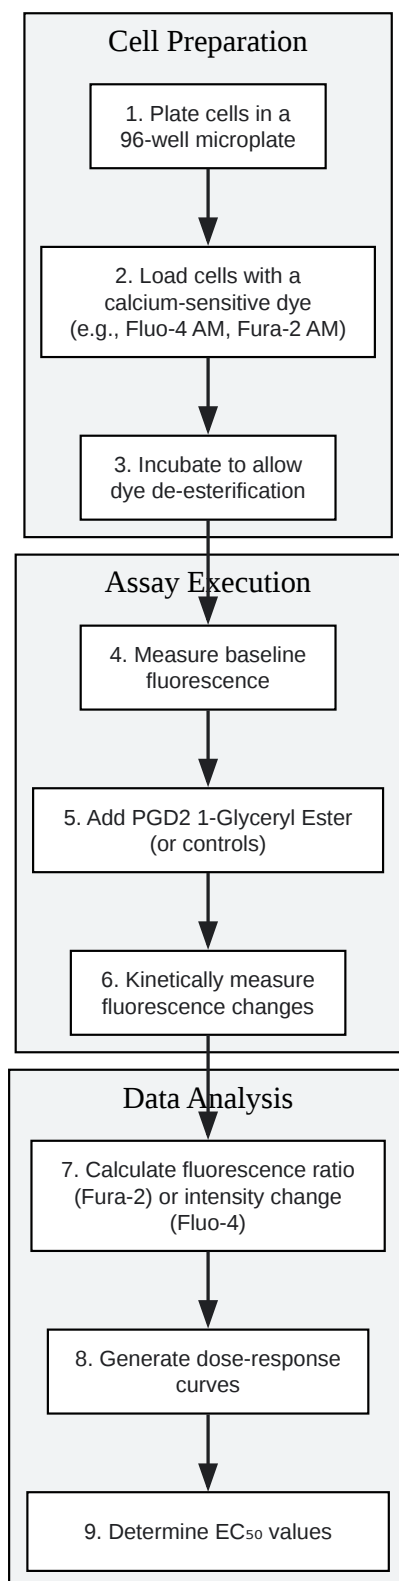 Cell Preparation
1. Plate cells in a
96-well microplate
2. Load cells with a
calcium-sensitive dye
(e.g., Fluo-4 AM, Fura-2 AM)
3. Incubate to allow
dye de-esterification
Assay Execution
4. Measure baseline
fluorescence
5. Add PGD2 1-Glyceryl Ester
(or controls)
6. Kinetically measure
fluorescence changes
Data Analysis
7. Calculate fluorescence ratio
(Fura-2) or intensity change
(Fluo-4)
8. Generate dose-response
curves
9. Determine EC₅₀ values